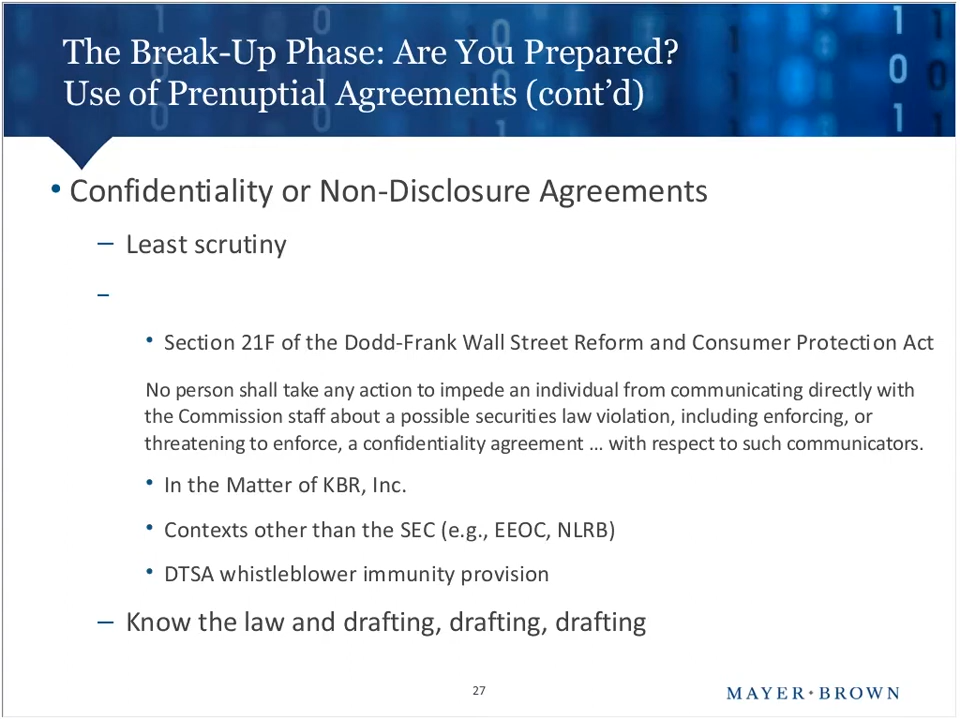 The Break-Up Phase: Are You Prepared?
Use of Prenuptial Agreements (cont’d)
• Confidentiality or Non-Disclosure Agreements
– Least scrutiny
–
• Section 21F of the Dodd-Frank Wall Street Reform and Consumer Protection Act
No person shall take any action to impede an individual from communicating directly with
the Commission staff about a possible securities law violation, including enforcing, or
threatening to enforce, a confidentiality agreement … with respect to such communicators.
• In the Matter of KBR, Inc.
• Contexts other than the SEC (e.g., EEOC, NLRB)
• DTSA whistleblower immunity provision
– Know the law and drafting, drafting, drafting
27
MAYER•BROWN